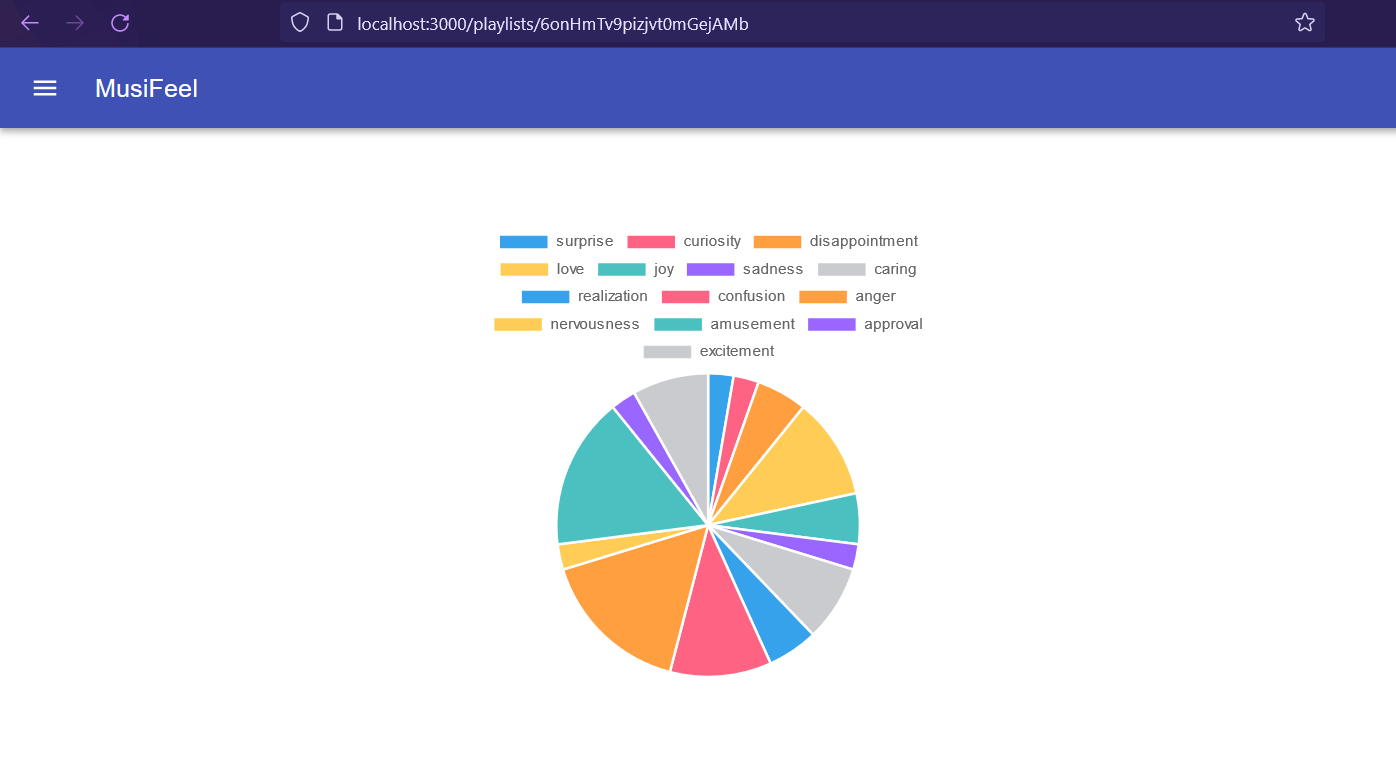 localhost:3000/playlists/6onHmTv9pizjvt0mGejAMb
MusiFeel
surprise curiosity disappointment
love joy sadness caring
realization confusion anger
nervousness amusement approval
excitement